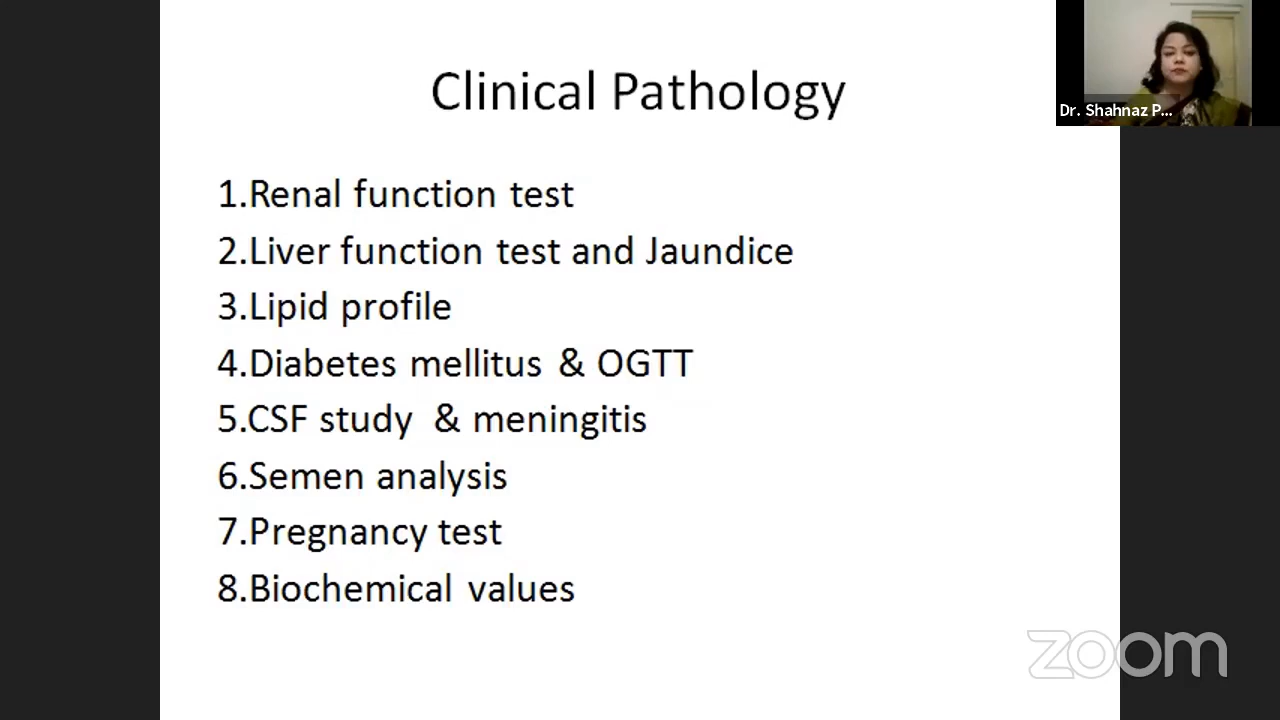 Clinical Pathology
Dr. Shahnaz P...
1.Renal function test
2.Liver function test and Jaundice
3.Lipid profile
4.Diabetes mellitus & OGTT
5.CSF study & meningitis
6.Semen analysis
7.Pregnancy test
8.Biochemical values
zoom